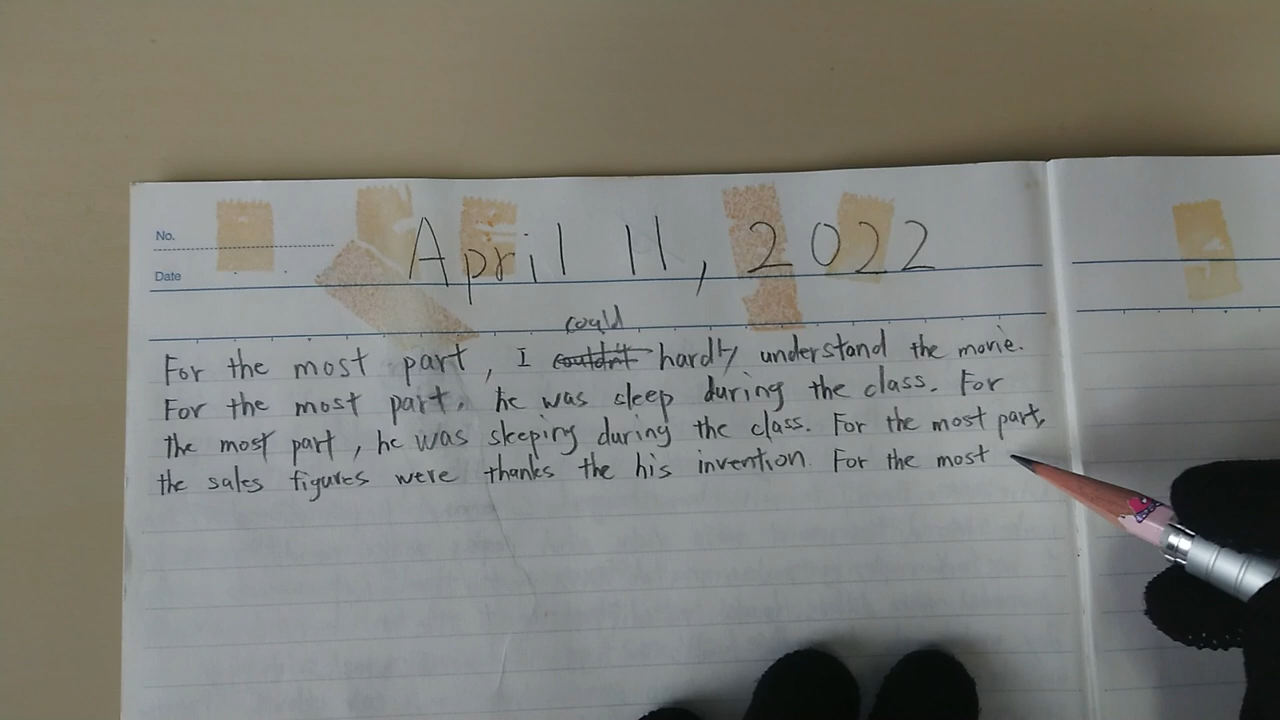 No.
Date
April 11, 2022
could
For the most part, I couldn't hardly understand the movie.
For the most part, he was sleep during the class. For
the most part, he was sleeping during the class. For the most part,
the sales figures were thanks the his invention. For the most